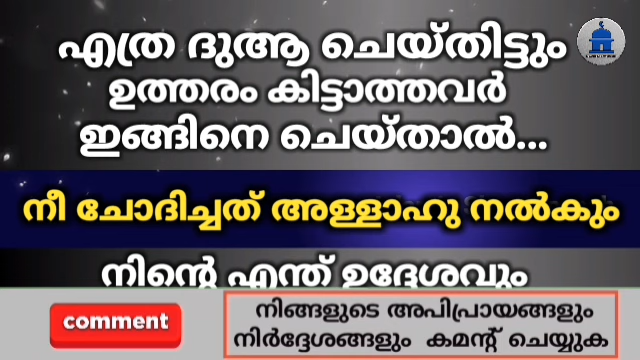 എത്ര ദുആ ചെയ്തിട്ടും
ഉത്തരം കിട്ടാത്തവർ
ഇങ്ങിനെ ചെയ്താൽ...
നീ ചോദിച്ചത് അള്ളാഹു നൽകും
നിന്റെ എന്ത് ഉദ്ദേശവും
comment
നിങ്ങളുടെ അപിപ്രായങ്ങളും
നിർദ്ദേശങ്ങളും കമന്റ് ചെയ്യുക